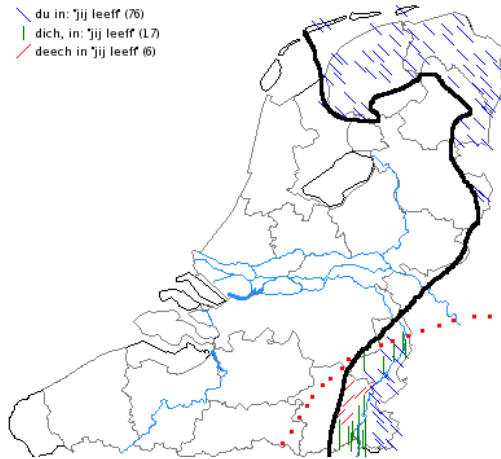 du in: "jij leeft" (76)
dich, in: "jij leeft" (17)
deech in "jij leeft" (6)